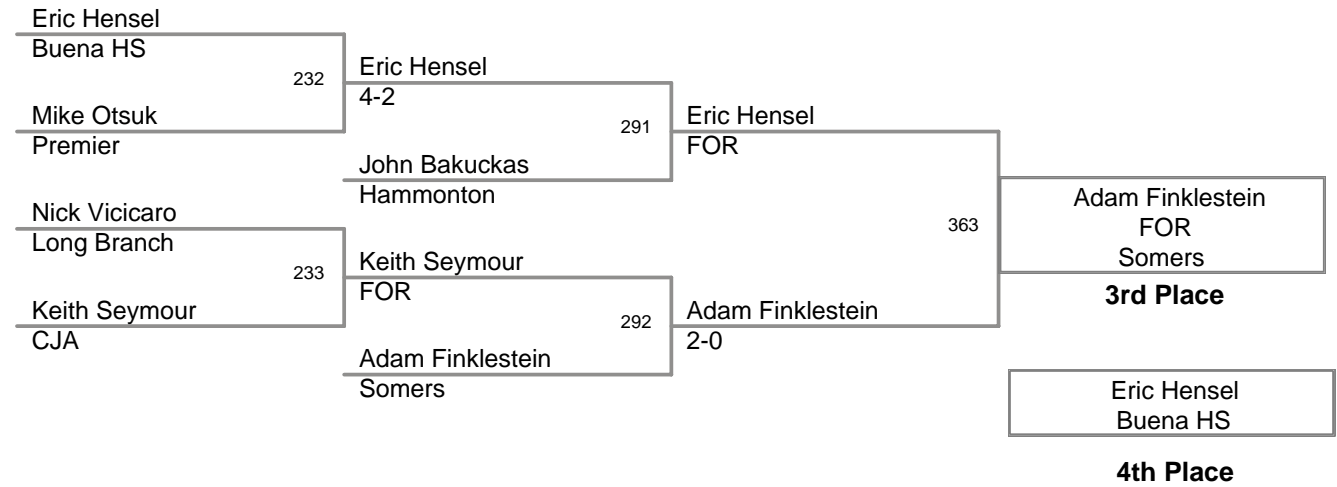 Eric Hensel
Buena HS
232
Mike Otsuk
Premier
Nick Vicicaro
Long Branch
233
Keith Seymour
CJA
Eric Hensel
4-2
291
John Bakuckas
Hammonton
Keith Seymour
FOR
292
Adam Finklestein
Somers
Eric Hensel
FOR
363
Adam Finklestein
2-0
Adam Finklestein
FOR
Somers
3rd Place
Eric Hensel
Buena HS
4th Place